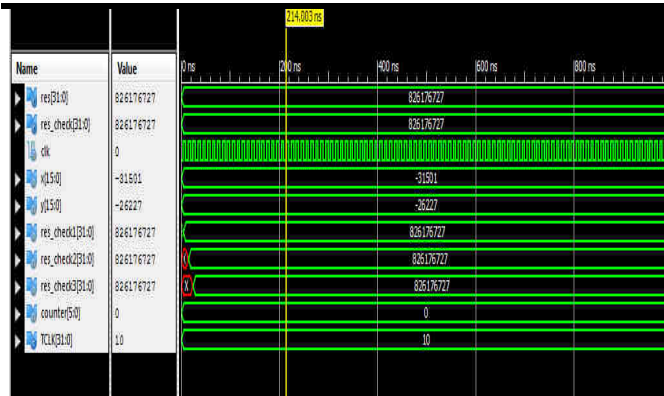 214.003 ns
Name Value 0 ns 200 ns 400 ns 600 ns 800 ns
res[31:0] 826176727 826176727
res_check[31:0] 826176727 826176727
clk 0
x[15:0] -31501 -31501
y[15:0] -26227 -26227
res_check1[31:0] 826176727 826176727
res_check2[31:0] 826176727 826176727
res_check3[31:0] 826176727 X 826176727
counter[5:0] 0 0
TCLK[31:0] 10 10